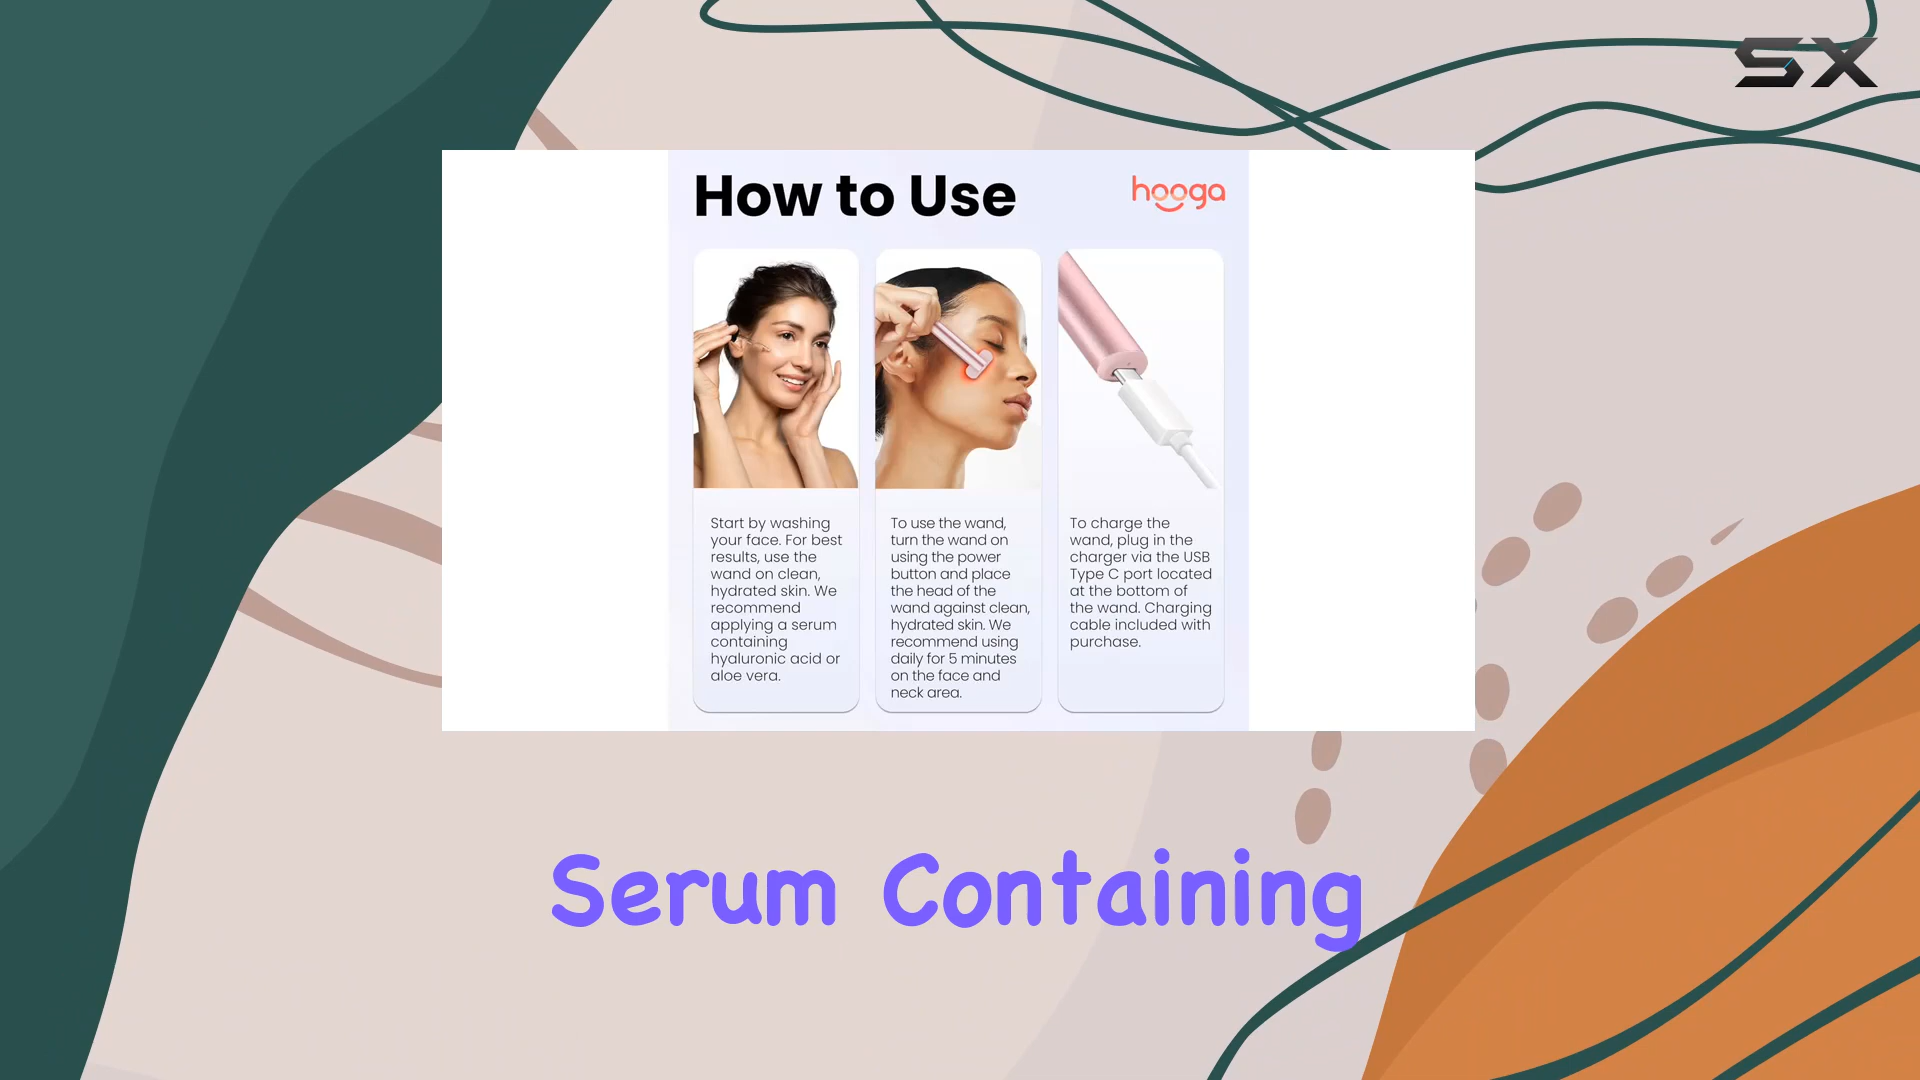 SX
How to Use
hooga
Start by washing
your face. For best
results, use the
wand on clean,
hydrated skin. We
recommend
applying a serum
containing
hyaluronic acid or
aloe vera.
To use the wand,
turn the wand on
using the power
button and place
the head of the
wand against clean,
hydrated skin. We
recommend using
daily for 5 minutes
on the face and
neck area.
To charge the
wand, plug in the
charger via the USB
Type C port located
at the bottom of
the wand. Charging
cable included with
purchase.
Serum Containing